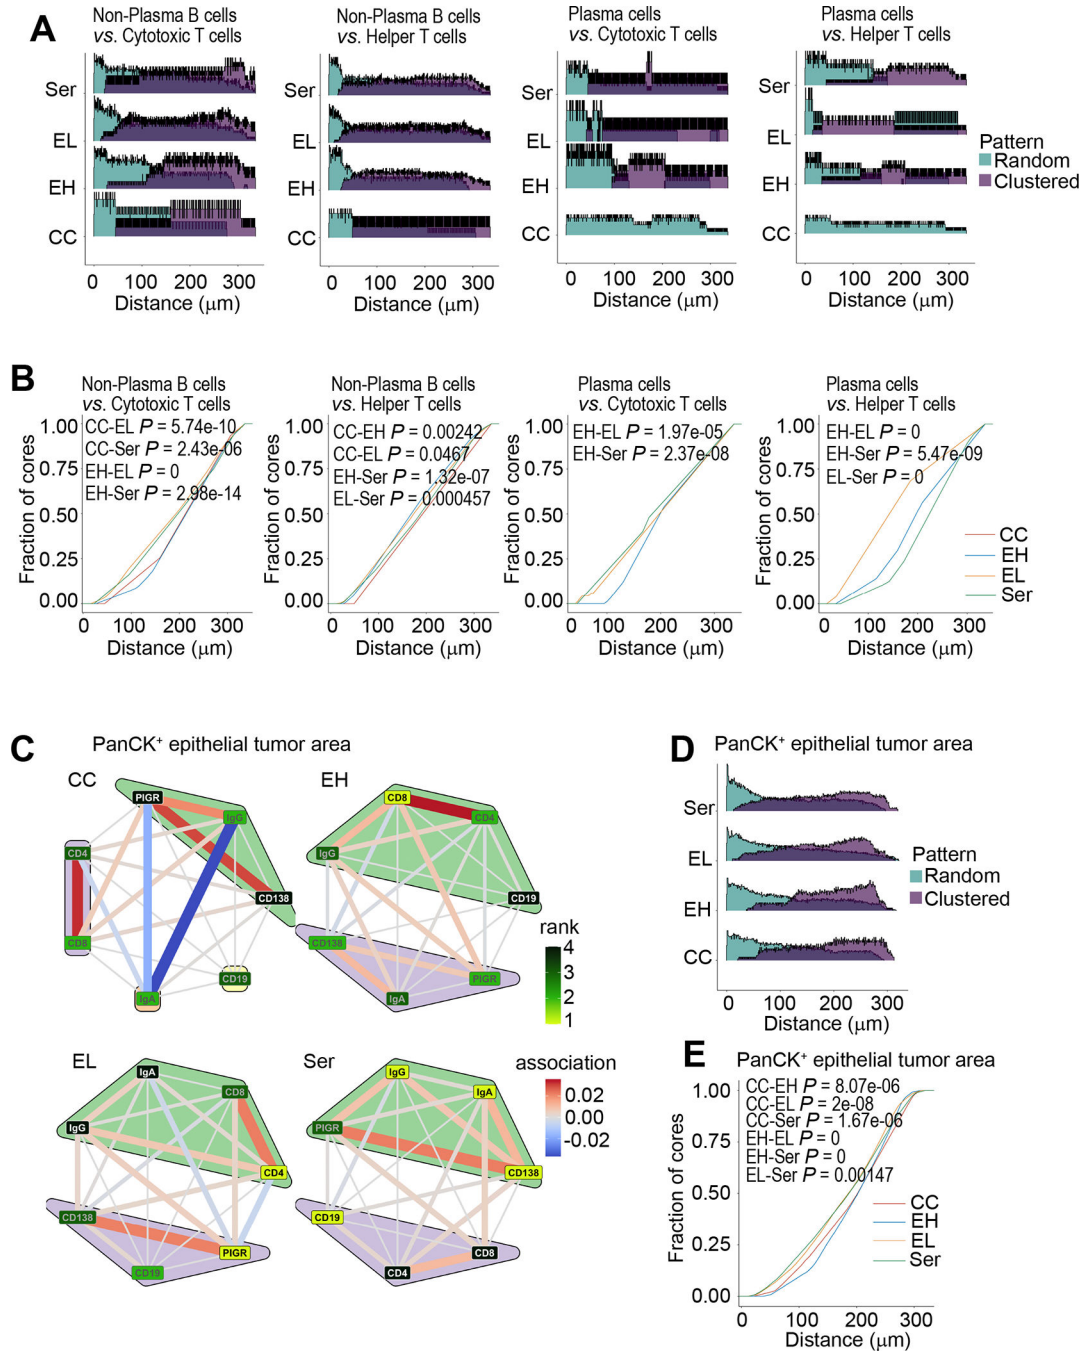 A
Non-Plasma B cells
vs. Cytotoxic T cells
Non-Plasma B cells
vs. Helper T cells
Plasma cells
vs. Cytotoxic T cells
Plasma cells
vs. Helper T cells
Ser
EL
EH
CC
0 100 200 300
Distance (μm)
Ser
EL
EH
CC
0 100 200 300
Distance (μm)
Ser
EL
EH
CC
0 100 200 300
Distance (μm)
Ser
EL
EH
CC
0 100 200 300
Distance (μm)
Pattern
Random
Clustered
B
Non-Plasma B cells
vs. Cytotoxic T cells
CC-EL P = 5.74e-10
CC-Ser P = 2.43e-06
EH-EL P = 0
EH-Ser P = 2.98e-14
Fraction of cores
1.00
0.75
0.50
0.25
0.00
0 100 200 300
Distance (μm)
Non-Plasma B cells
vs. Helper T cells
CC-EH P = 0.00242
CC-EL P = 0.0467
EH-Ser P = 1.32e-07
EL-Ser P = 0.000457
Fraction of cores
1.00
0.75
0.50
0.25
0.00
0 100 200 300
Distance (μm)
Plasma cells
vs. Cytotoxic T cells
EH-EL P = 1.97e-05
EH-Ser P = 2.37e-08
Fraction of cores
1.00
0.75
0.50
0.25
0.00
0 100 200 300
Distance (μm)
Plasma cells
vs. Helper T cells
EH-EL P = 0
EH-Ser P = 5.47e-09
EL-Ser P = 0
Fraction of cores
1.00
0.75
0.50
0.25
0.00
0 100 200 300
Distance (μm)
CC
EH
EL
Ser
C
PanCK+ epithelial tumor area
CC
PIGR
IgG
CD4
CD138
CD8
CD19
IgA
EH
CD8
CD4
IgG
CD19
CD138
PIGR
IgA
rank
4
3
2
1
EL
IgA
CD8
IgG
CD4
CD138
PIGR
CD19
Ser
IgG
IgA
PIGR
CD138
CD19
CD8
CD4
association
0.02
0.00
-0.02
D
PanCK+ epithelial tumor area
Ser
EL
EH
CC
0 100 200 300
Distance (μm)
Pattern
Random
Clustered
E
PanCK+ epithelial tumor area
CC-EH P = 8.07e-06
CC-EL P = 2e-08
CC-Ser P = 1.67e-06
EH-EL P = 0
EH-Ser P = 0
EL-Ser P = 0.00147
Fraction of cores
1.00
0.75
0.50
0.25
0.00
0 100 200 300
Distance (μm)
CC
EH
EL
Ser